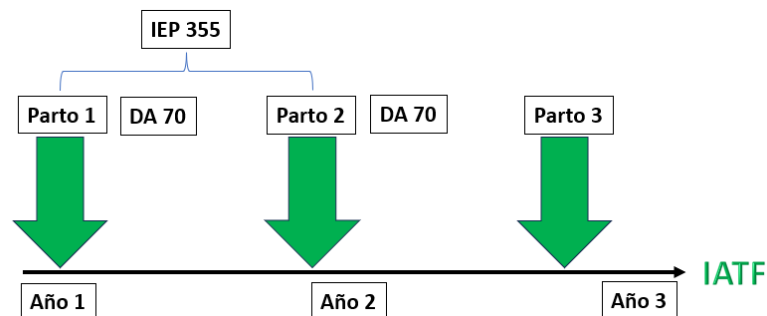 IEP 355
Parto 1
DA 70
Parto 2
DA 70
Parto 3
IATF
Año 1
Año 2
Año 3